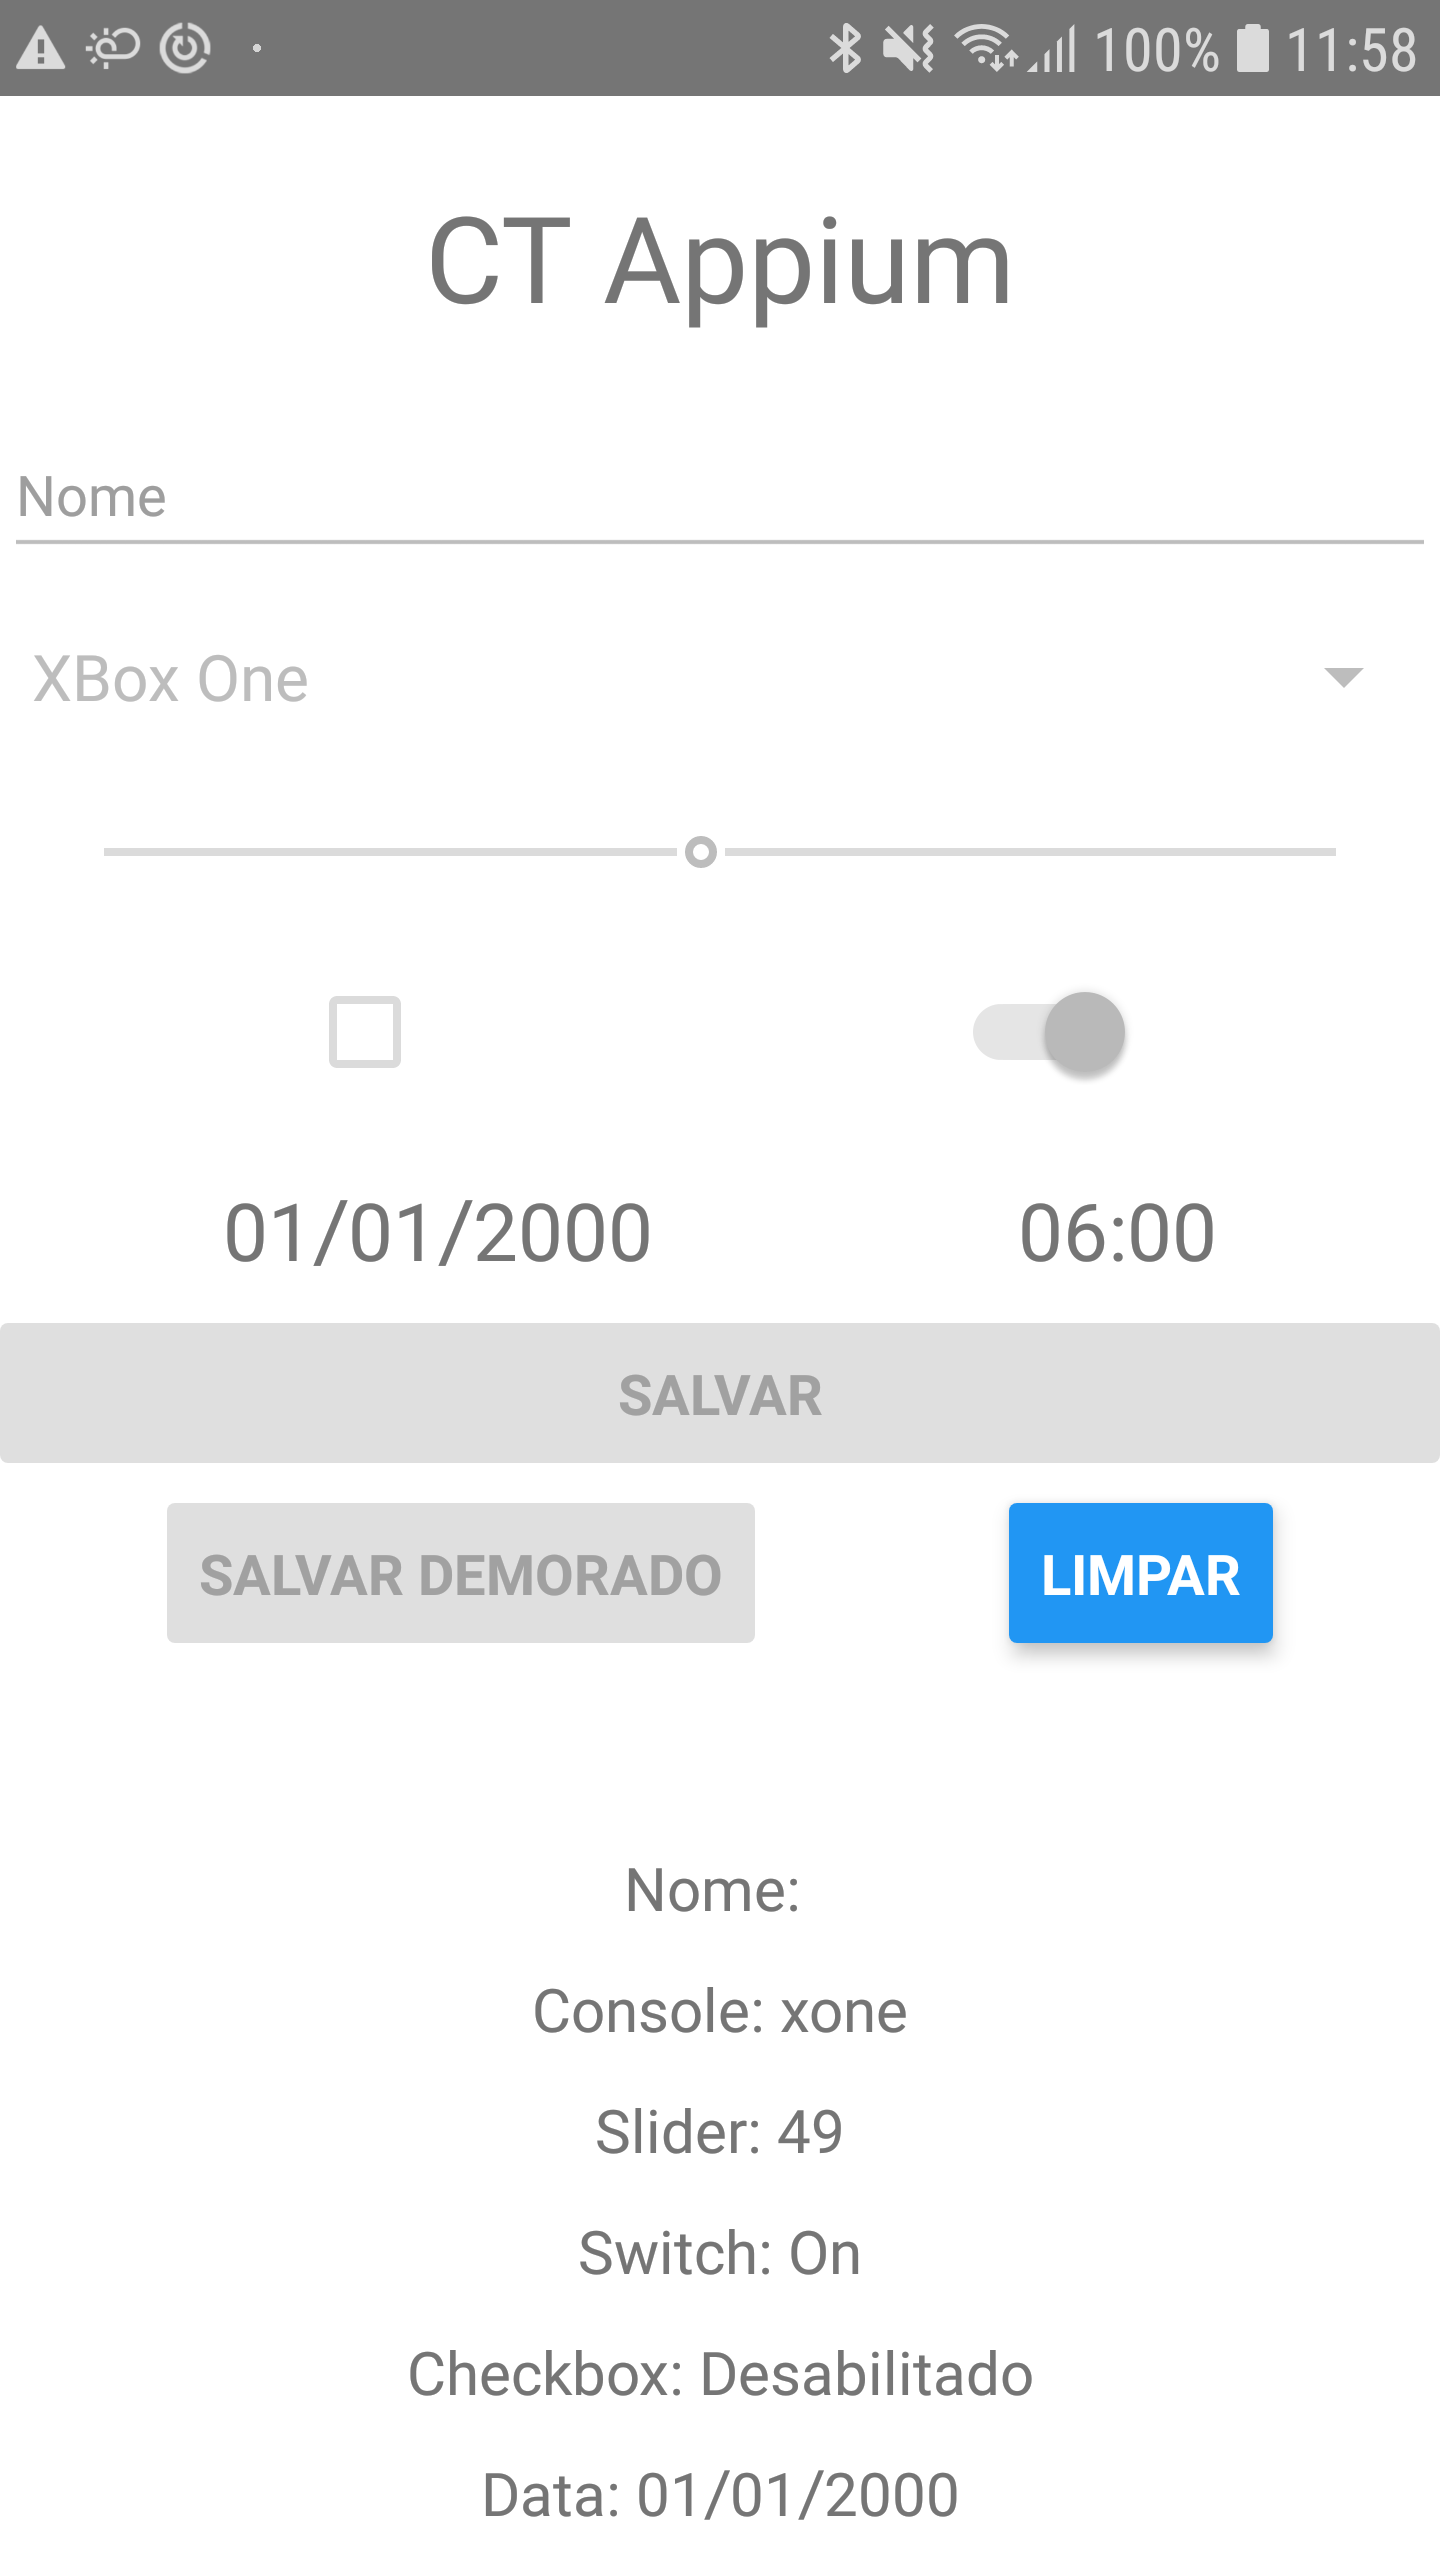 100% 11:58
CT Appium
Nome
XBox One
01/01/2000 06:00
SALVAR
SALVAR DEMORADO LIMPAR
Nome:
Console: xone
Slider: 49
Switch: On
Checkbox: Desabilitado
Data: 01/01/2000